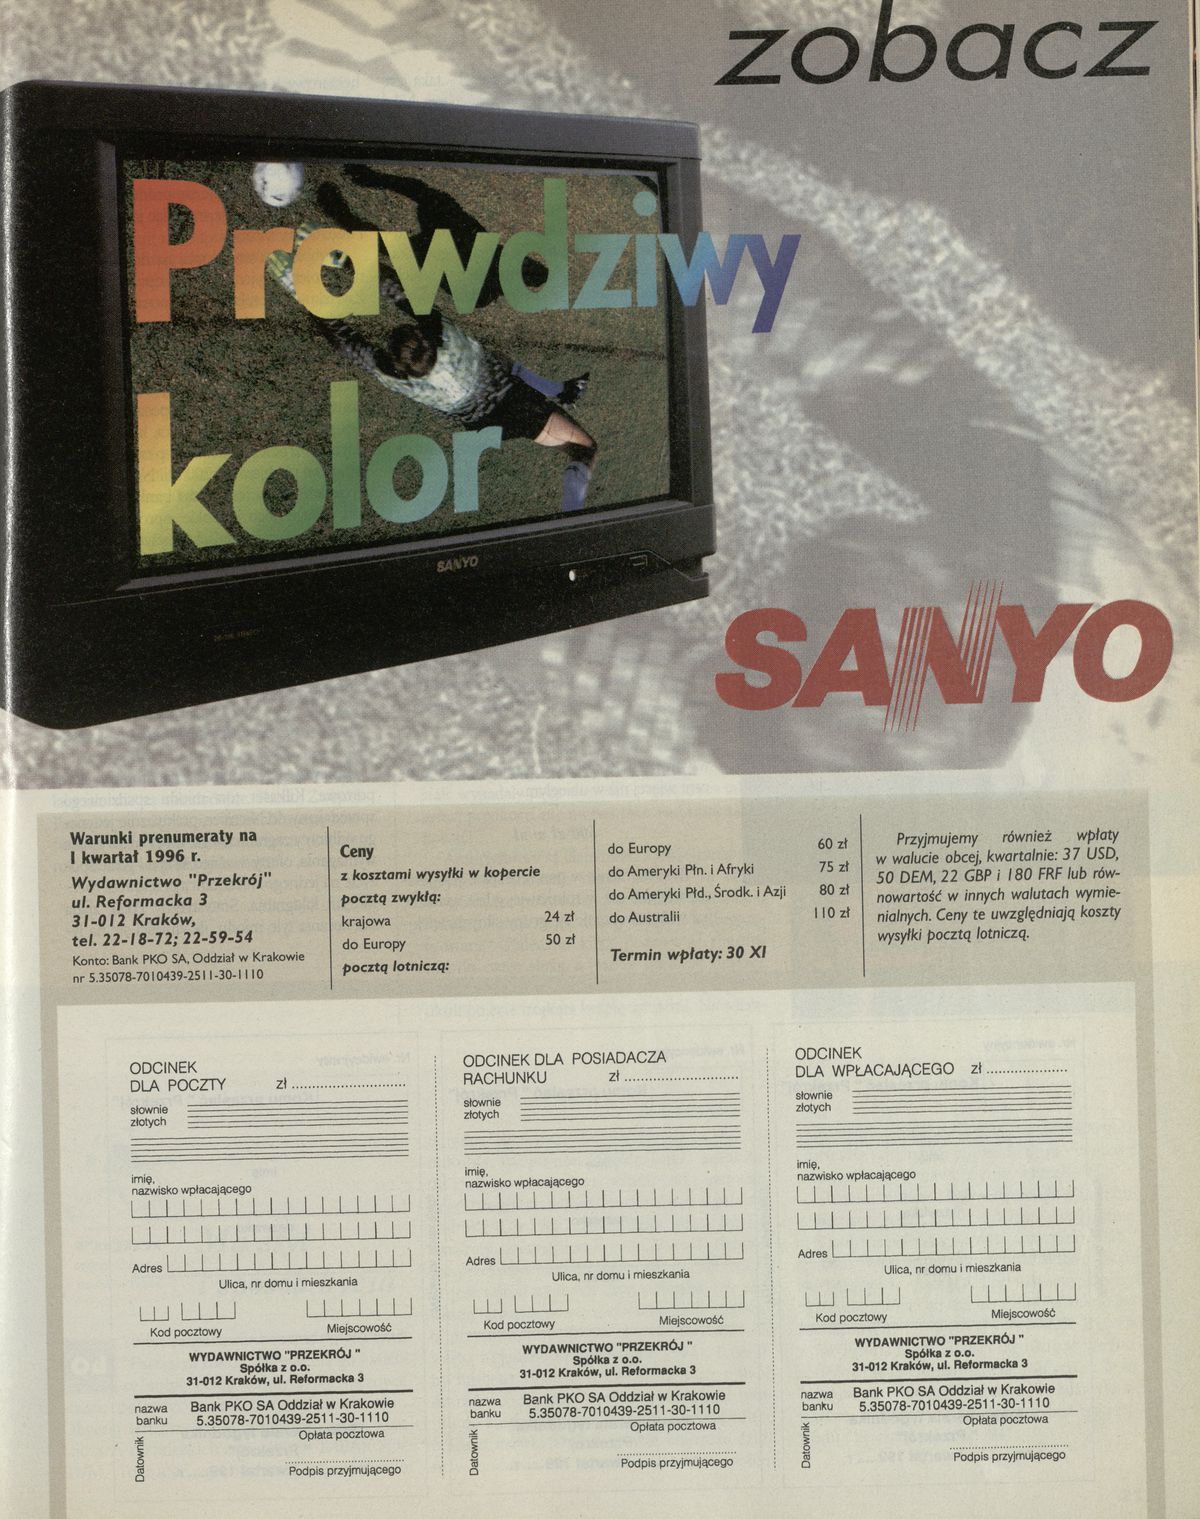 zobacz
Prawdziwy
kolor
SANYO
SANYO
Warunki prenumeraty na
I kwartał 1996 r.
Wydawnictwo "Przekrój"
ul. Reformacka 3
31-012 Kraków,
tel. 22-18-72; 22-59-54
Konto: Bank PKO SA, Oddział w Krakowie
nr 5.35078-7010439-2511-30-1110
Ceny
z kosztami wysyłki w kopercie
pocztą zwykłą:
krajowa 24 zł
do Europy 50 zł
pocztą lotniczą:
do Europy 60 zł
do Ameryki Płn. i Afryki 75 zł
do Ameryki Płd., Środk. i Azji 80 zł
do Australii 110 zł
Termin wpłaty: 30 XI
Przyjmujemy również wpłaty
w walucie obcej, kwartalnie: 37 USD,
50 DEM, 22 GBP i 180 FRF lub rów-
nowartość w innych walutach wymie-
nialnych. Ceny te uwzględniają koszty
wysyłki pocztą lotniczą.
ODCINEK
DLA POCZTY zł ..............................
słownie
złotych
imię,
nazwisko wpłacającego
Adres
Ulica, nr domu i mieszkania
Kod pocztowy Miejscowość
WYDAWNICTWO "PRZEKRÓJ "
Spółka z o.o.
31-012 Kraków, ul. Reformacka 3
nazwa banku Bank PKO SA Oddział w Krakowie
5.35078-7010439-2511-30-1110
Opłata pocztowa
Datownik
Podpis przyjmującego
ODCINEK DLA POSIADACZA
RACHUNKU zł ..............................
słownie
złotych
imię,
nazwisko wpłacającego
Adres
Ulica, nr domu i mieszkania
Kod pocztowy Miejscowość
WYDAWNICTWO "PRZEKRÓJ "
Spółka z o.o.
31-012 Kraków, ul. Reformacka 3
nazwa banku Bank PKO SA Oddział w Krakowie
5.35078-7010439-2511-30-1110
Opłata pocztowa
Datownik
Podpis przyjmującego
ODCINEK
DLA WPŁACAJĄCEGO zł .....................
słownie
złotych
imię,
nazwisko wpłacającego
Adres
Ulica, nr domu i mieszkania
Kod pocztowy Miejscowość
WYDAWNICTWO "PRZEKRÓJ "
Spółka z o.o.
31-012 Kraków, ul. Reformacka 3
nazwa banku Bank PKO SA Oddział w Krakowie
5.35078-7010439-2511-30-1110
Opłata pocztowa
Datownik
Podpis przyjmującego